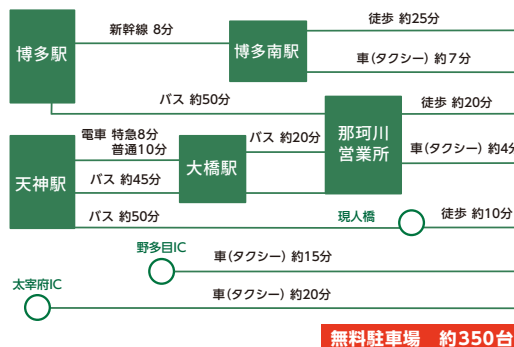 博多駅
新幹線 8分
博多南駅
徒歩 約25分
車(タクシー) 約7分
バス 約50分
那珂川
営業所
徒歩 約20分
車(タクシー) 約4分
天神駅
電車 特急8分
普通10分
大橋駅
バス 約20分
バス 約45分
バス 約50分
現人橋
徒歩 約10分
野多目IC
車(タクシー) 約15分
太宰府IC
車(タクシー) 約20分
無料駐車場 約350台